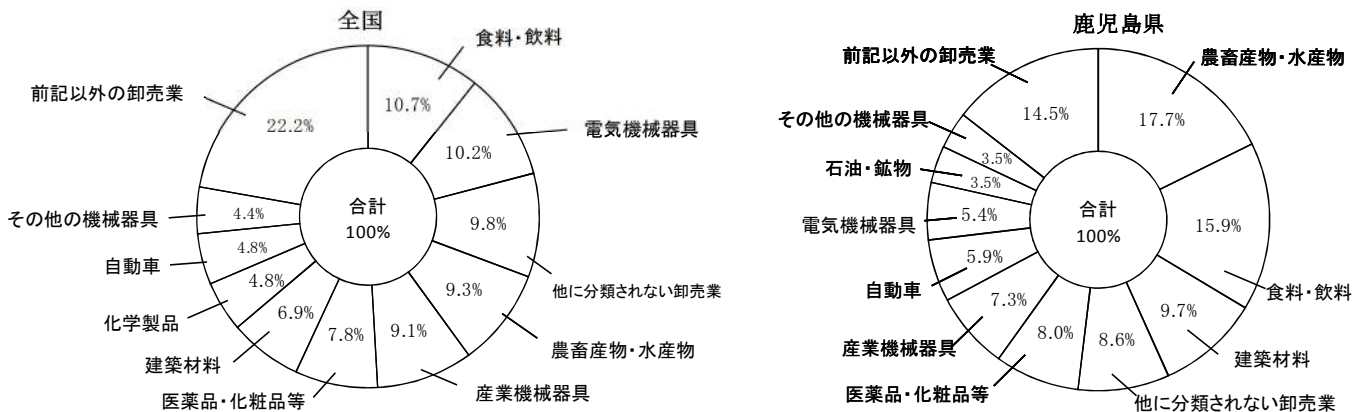 全国
食料・飲料
10.7%
電気機械器具
10.2%
9.8%
他に分類されない卸売業
9.3%
農畜産物・水産物
9.1%
産業機械器具
7.8%
医薬品・化粧品等
6.9%
建築材料
4.8%
化学製品
4.8%
自動車
4.4%
その他の機械器具
22.2%
前記以外の卸売業
合計
100%
鹿児島県
農畜産物・水産物
17.7%
15.9%
食料・飲料
9.7%
建築材料
8.6%
他に分類されない卸売業
8.0%
医薬品・化粧品等
7.3%
産業機械器具
5.9%
自動車
5.4%
電気機械器具
3.5%
石油・鉱物
3.5%
その他の機械器具
14.5%
前記以外の卸売業
合計
100%